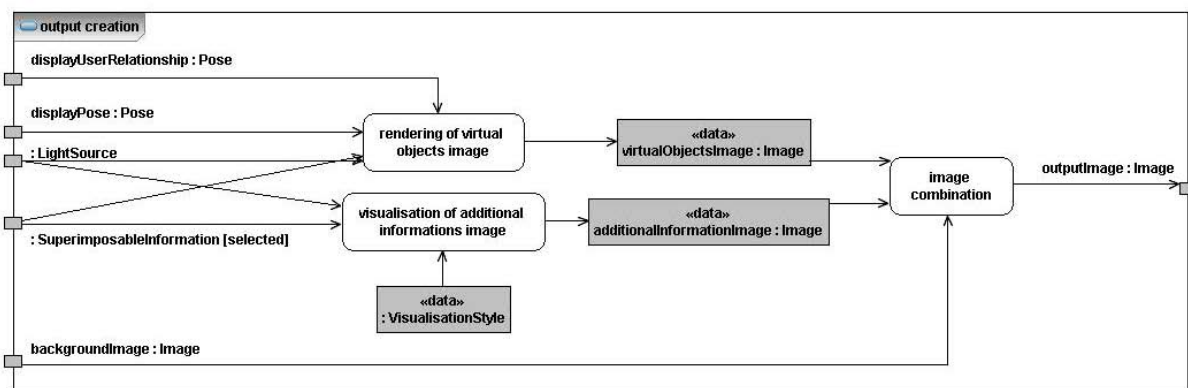 output creation
displayUserRelationship : Pose
displayPose : Pose
: LightSource
: SuperimposableInformation [selected]
backgroundImage : Image
rendering of virtual
objects image
visualisation of additional
informations image
«data»
: VisualisationStyle
«data»
virtualObjectsImage : Image
«data»
additionalInformationImage : Image
image
combination
outputImage : Image